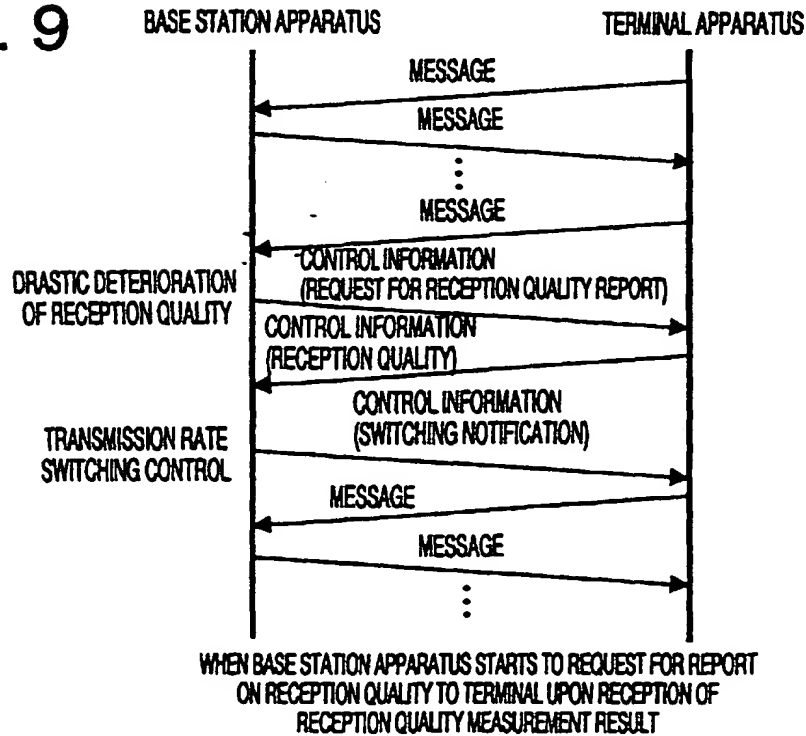 . 9
BASE STATION APPARATUS
TERMINAL APPARATUS
MESSAGE
MESSAGE
MESSAGE
DRASTIC DETERIORATION
OF RECEPTION QUALITY
CONTROL INFORMATION
(REQUEST FOR RECEPTION QUALITY REPORT)
CONTROL INFORMATION
(RECEPTION QUALITY)
CONTROL INFORMATION
(SWITCHING NOTIFICATION)
TRANSMISSION RATE
SWITCHING CONTROL
MESSAGE
MESSAGE
WHEN BASE STATION APPARATUS STARTS TO REQUEST FOR REPORT
ON RECEPTION QUALITY TO TERMINAL UPON RECEPTION OF
RECEPTION QUALITY MEASUREMENT RESULT